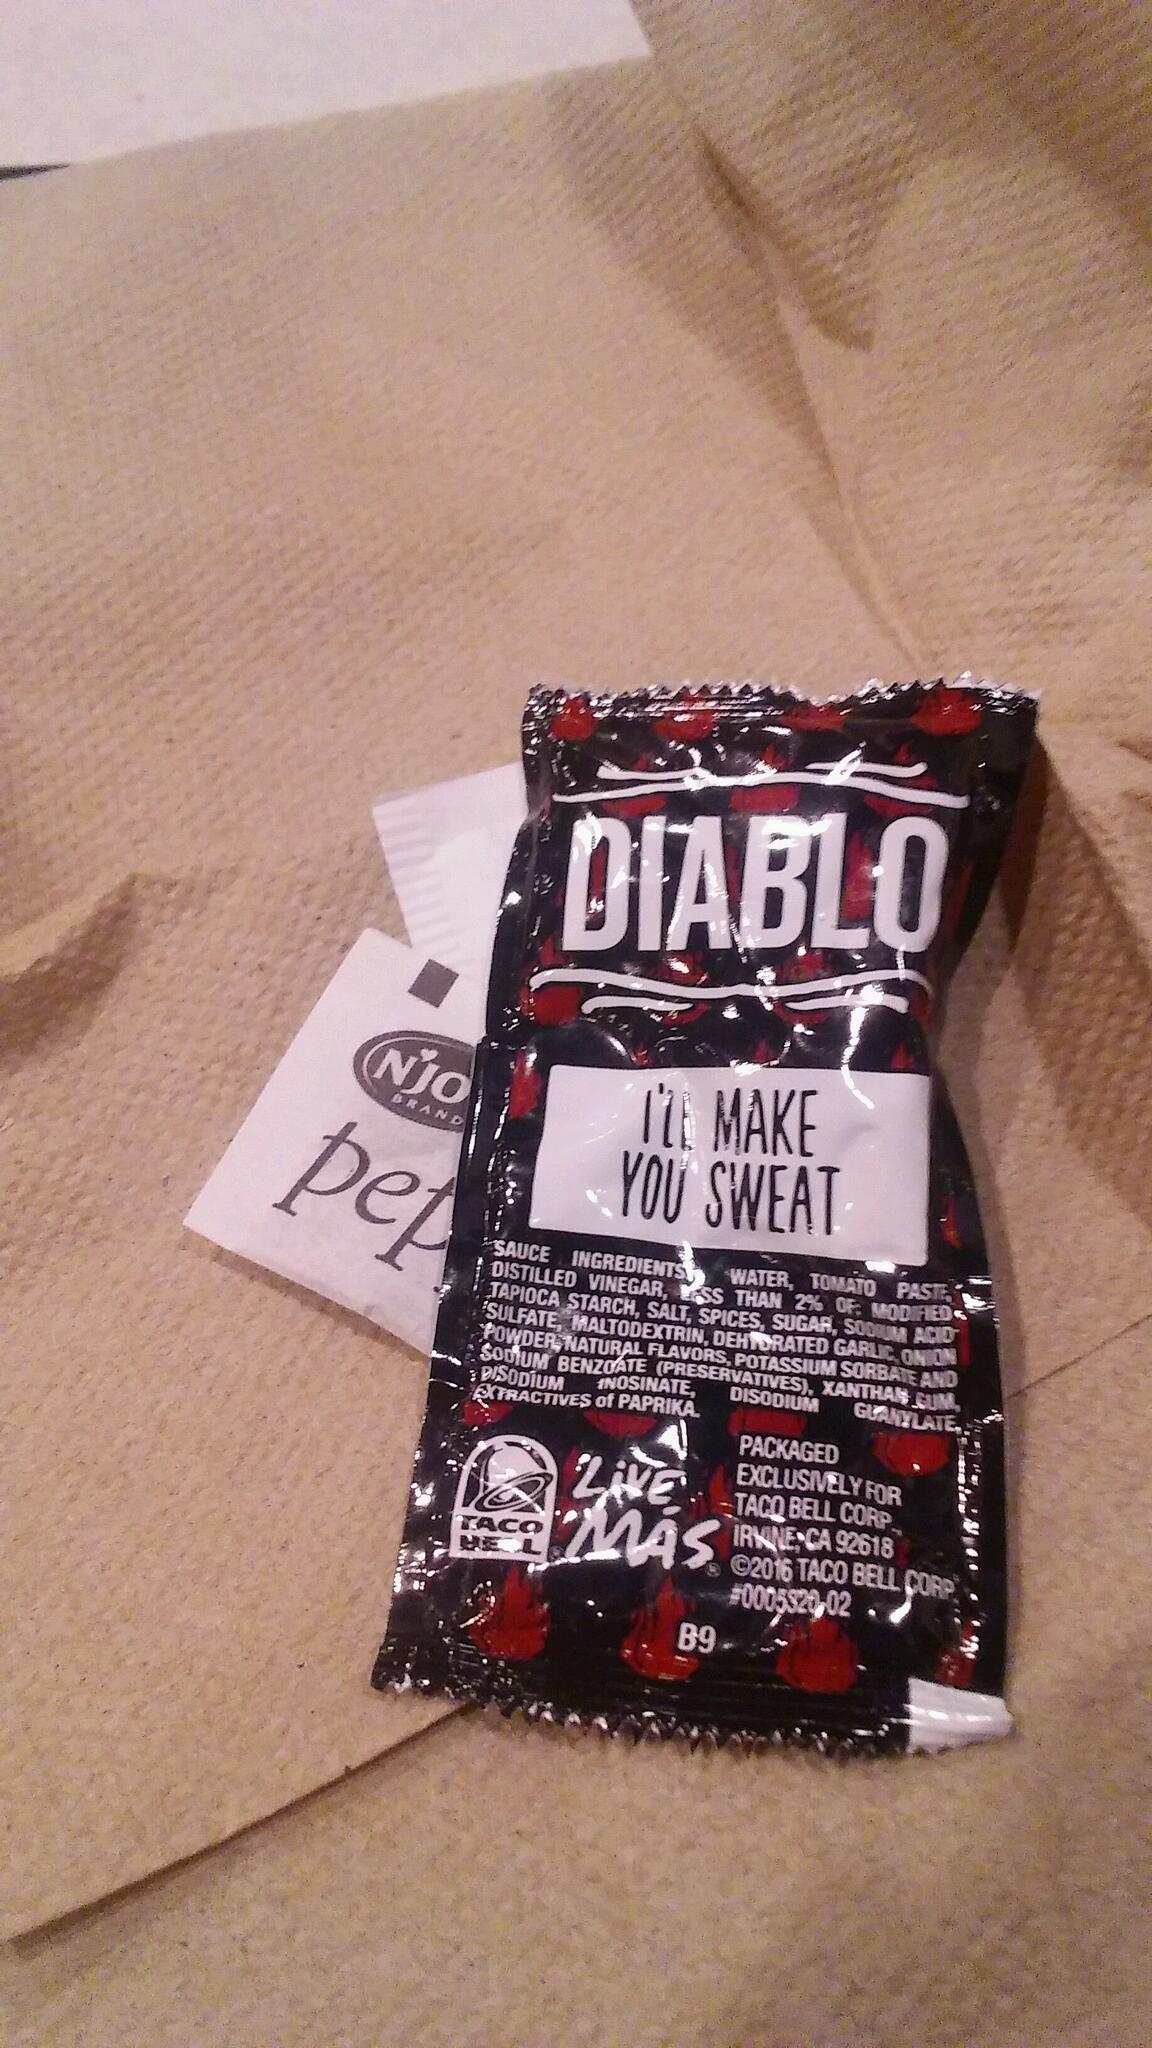 DIABLO
I'LL MAKE
YOU SWEAT
SAUCE INGREDIENTS: WATER, TOMATO PASTE,
DISTILLED VINEGAR, LESS THAN 2% OF: MODIFIED
TAPIOCA STARCH, SALT, SPICES, SUGAR, SODIUM ACID
SULFATE, MALTODEXTRIN, DEHYDRATED GARLIC, ONION
POWDER, NATURAL FLAVORS, POTASSIUM SORBATE AND
SODIUM BENZOATE (PRESERVATIVES), XANTHAN GUM,
DISODIUM INOSINATE, DISODIUM GUANYLATE,
EXTRACTIVES of PAPRIKA.
TACO
BELL®
LIVE
MÁS®
PACKAGED
EXCLUSIVELY FOR
TACO BELL CORP.,
IRVINE, CA 92618
©2016 TACO BELL CORP
#0005320-02
B9
N'JO
BRAND
pep